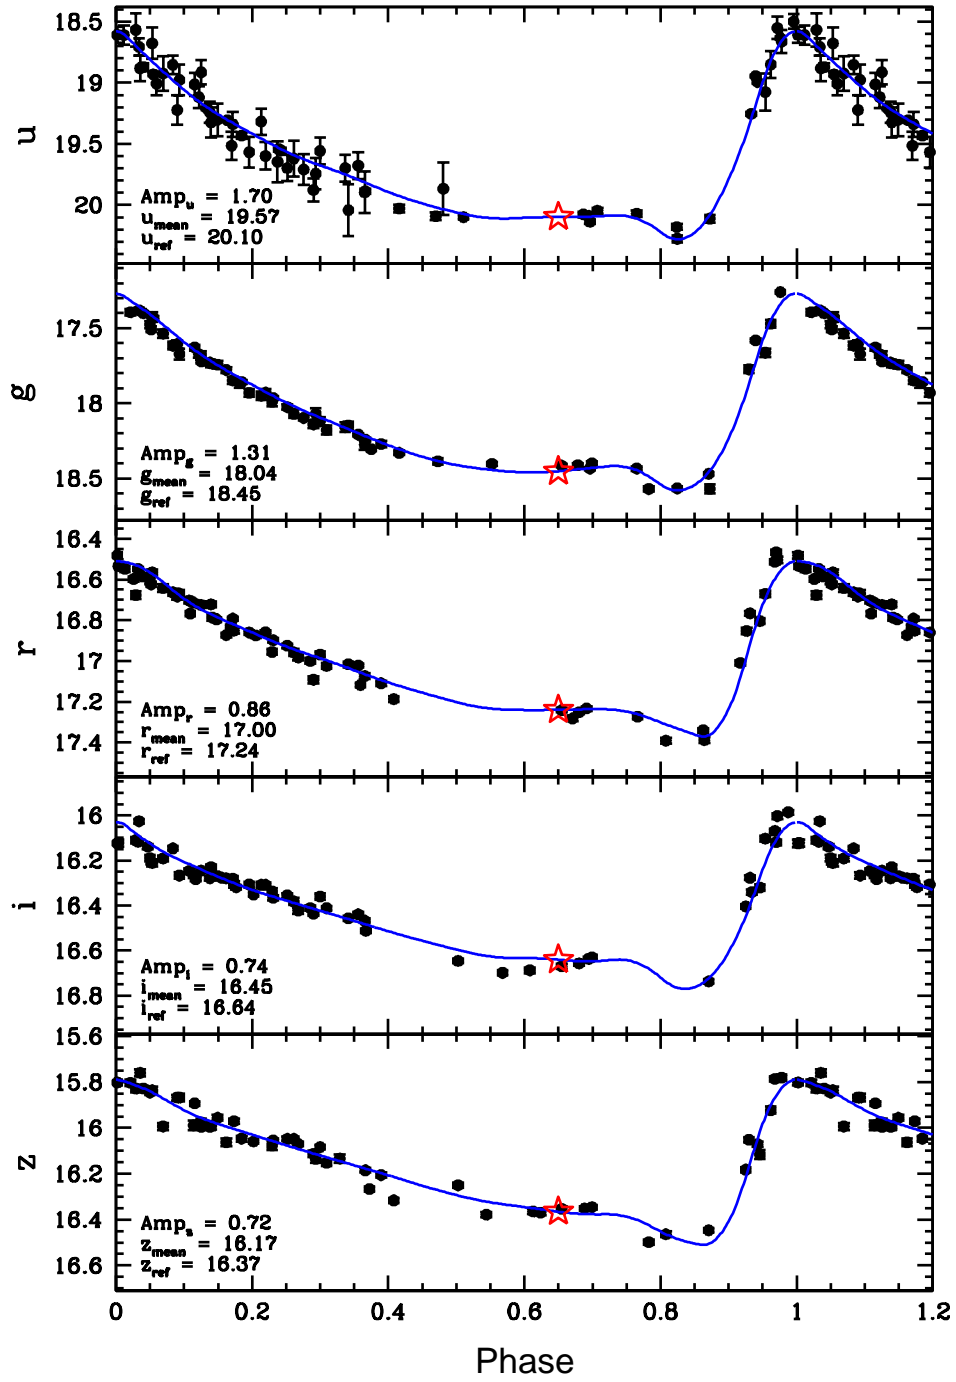 18.5
19
19.5
20
u
Amp_u = 1.70
u_mean = 19.57
u_ref = 20.10
17.5
18
18.5
g
Amp_g = 1.31
g_mean = 18.04
g_ref = 18.45
16.4
16.6
16.8
17
17.2
17.4
r
Amp_r = 0.86
r_mean = 17.00
r_ref = 17.24
16
16.2
16.4
16.6
16.8
i
Amp_i = 0.74
i_mean = 16.45
i_ref = 16.64
15.6
15.8
16
16.2
16.4
16.6
z
Amp_z = 0.72
z_mean = 16.17
z_ref = 16.37
0 0.2 0.4 0.6 0.8 1 1.2
Phase